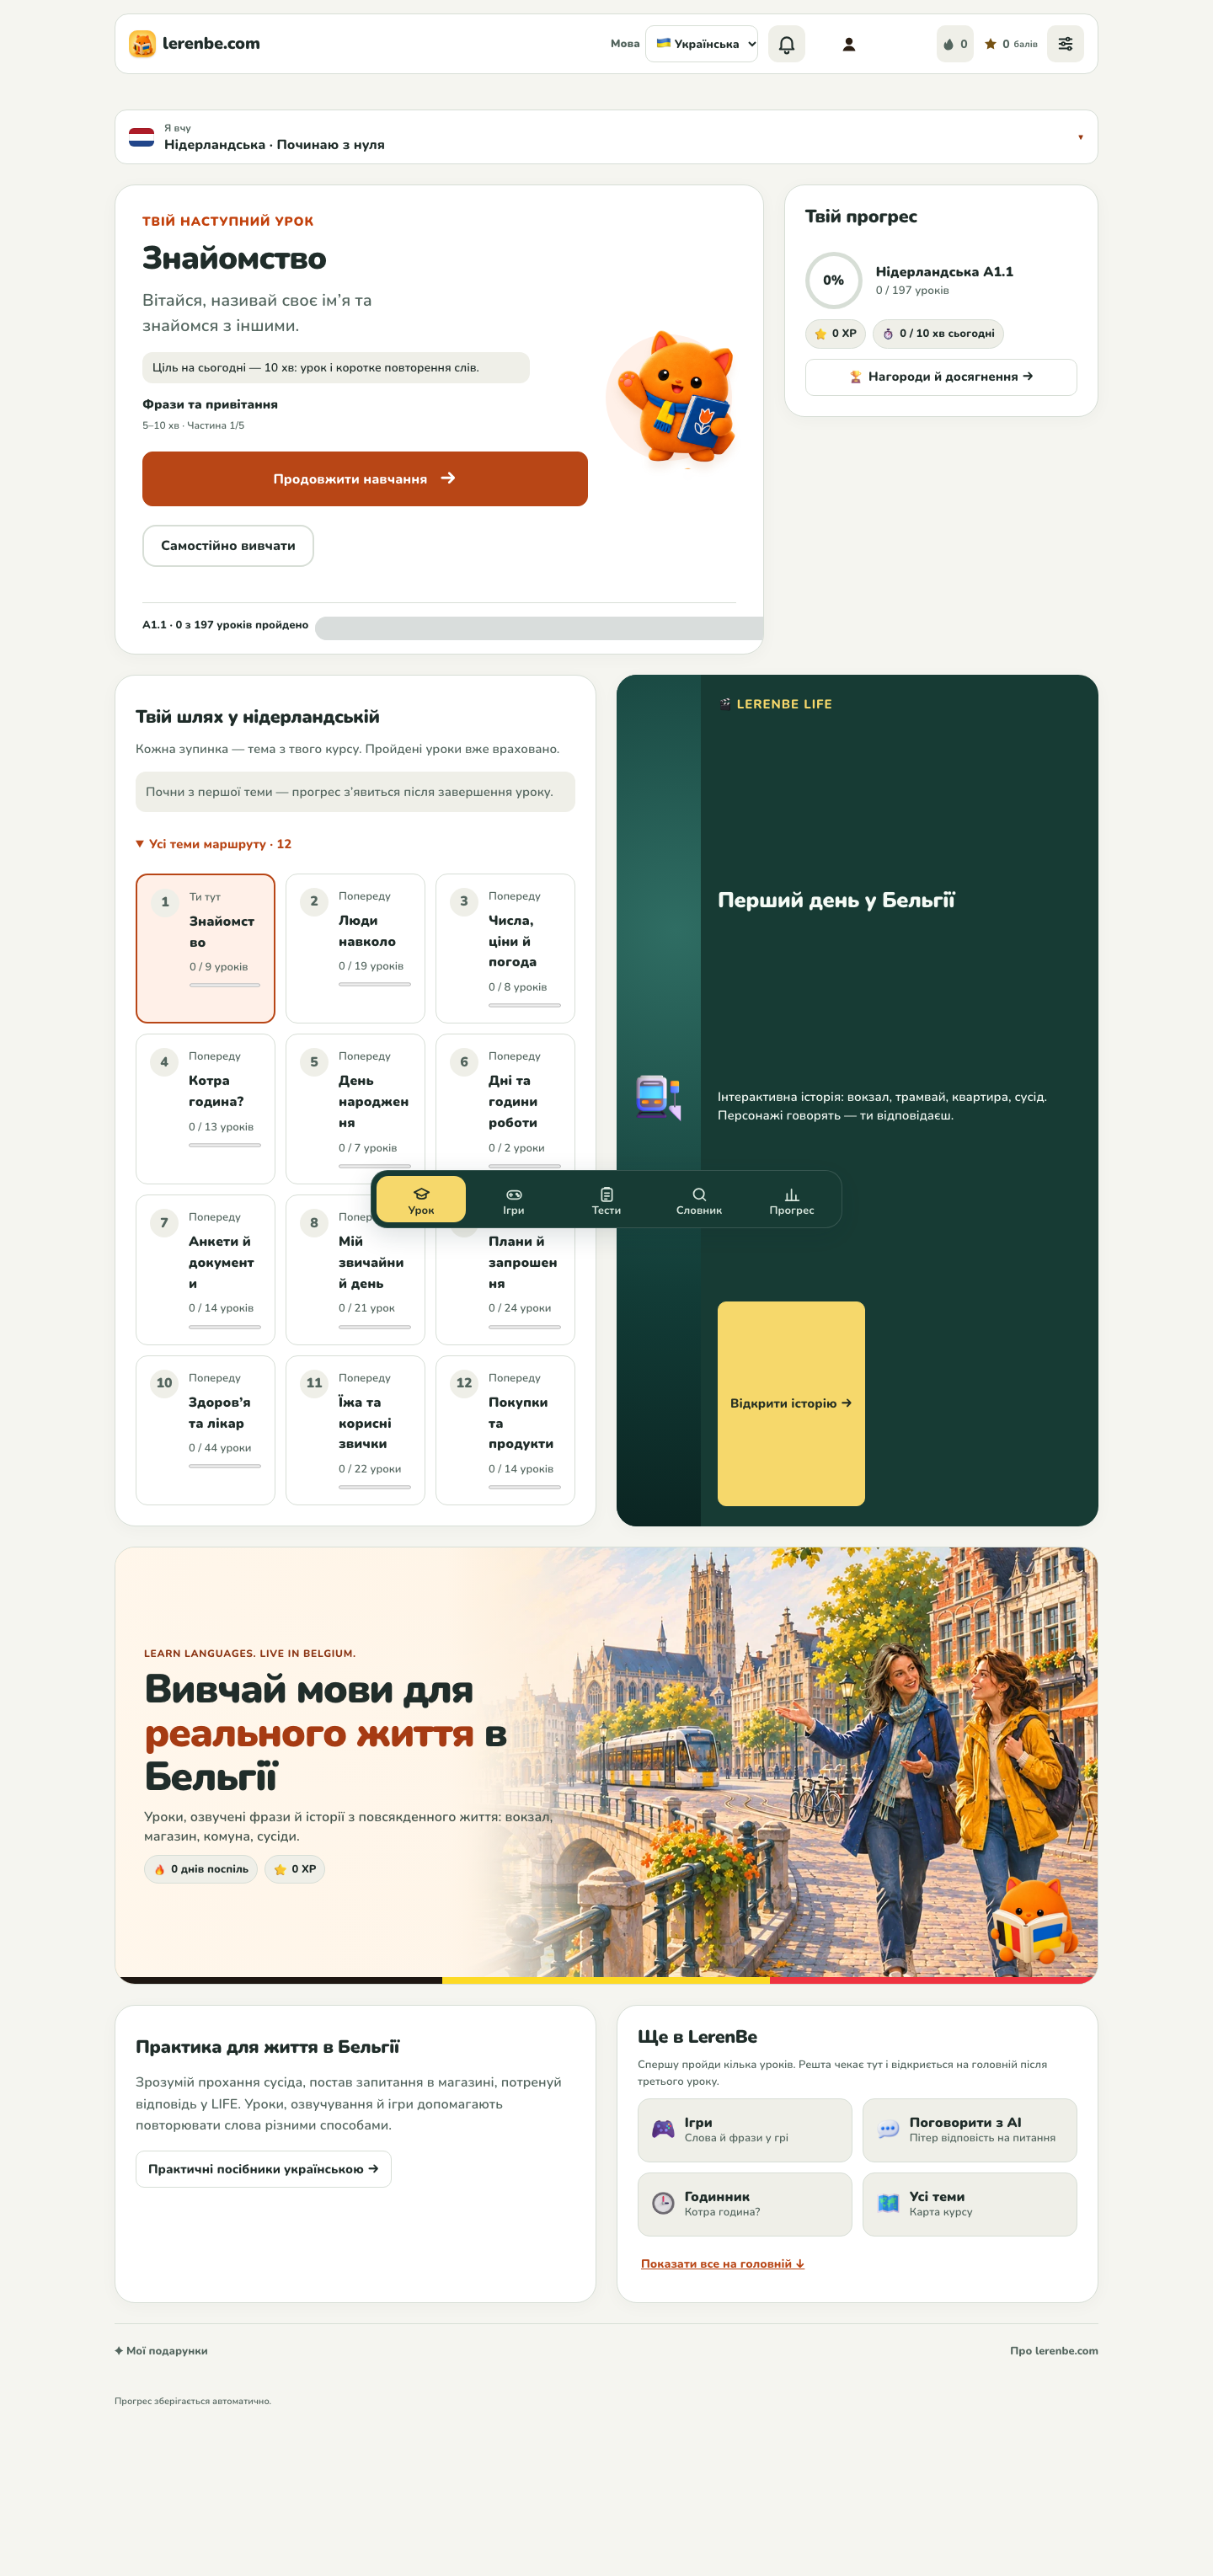 lerenbe.com
Мова
Українська
0
0 балів
Я вчу
Нідерландська · Починаю з нуля
ТВІЙ НАСТУПНИЙ УРОК
Знайомство
Вітайся, називай своє ім’я та
знайомся з іншими.
Ціль на сьогодні — 10 хв: урок і коротке повторення слів.
Фрази та привітання
5–10 хв · Частина 1/5
Продовжити навчання →
Самостійно вивчати
A1.1 · 0 з 197 уроків пройдено
Твій прогрес
0%
Нідерландська A1.1
0 / 197 уроків
0 XP
0 / 10 хв сьогодні
Нагороди й досягнення →
Твій шлях у нідерландській
Кожна зупинка — тема з твого курсу. Пройдені уроки вже враховано.
Почни з першої теми — прогрес з’явиться після завершення уроку.
▼ Усі теми маршруту · 12
1
Ти тут
Знайомст
во
0 / 9 уроків
2
Попереду
Люди
навколо
0 / 19 уроків
3
Попереду
Числа,
ціни й
погода
0 / 8 уроків
4
Попереду
Котра
година?
0 / 13 уроків
5
Попереду
День
народжен
ня
0 / 7 уроків
6
Попереду
Дні та
години
роботи
0 / 2 уроки
7
Попереду
Анкети й
документ
и
0 / 14 уроків
8
Мій
звичайни
й день
0 / 21 урок
Плани й
запрошен
ня
0 / 24 уроки
10
Попереду
Здоров’я
та лікар
0 / 44 уроки
11
Попереду
Їжа та
корисні
звички
0 / 22 уроки
12
Попереду
Покупки
та
продукти
0 / 14 уроків
LERENBE LIFE
Перший день у Бельгії
Інтерактивна історія: вокзал, трамвай, квартира, сусід.
Персонажі говорять — ти відповідаєш.
Відкрити історію →
Урок
Ігри
Тести
Словник
Прогрес
LEARN LANGUAGES. LIVE IN BELGIUM.
Вивчай мови для
реального життя в
Бельгії
Уроки, озвучені фрази й історії з повсякденного життя: вокзал,
магазин, комуна, сусіди.
0 днів поспіль
0 XP
Практика для життя в Бельгії
Зрозумій прохання сусіда, постав запитання в магазині, потренуй
відповідь у LIFE. Уроки, озвучування й ігри допомагають
повторювати слова різними способами.
Практичні посібники українською →
Ще в LerenBe
Спершу пройди кілька уроків. Решта чекає тут і відкриється на головній після
третього уроку.
Ігри
Слова й фрази у грі
Поговорити з AI
Пітер відповість на питання
Годинник
Котра година?
Усі теми
Карта курсу
Показати все на головній ↓
✦ Мої подарунки
Про lerenbe.com
Прогрес зберігається автоматично.